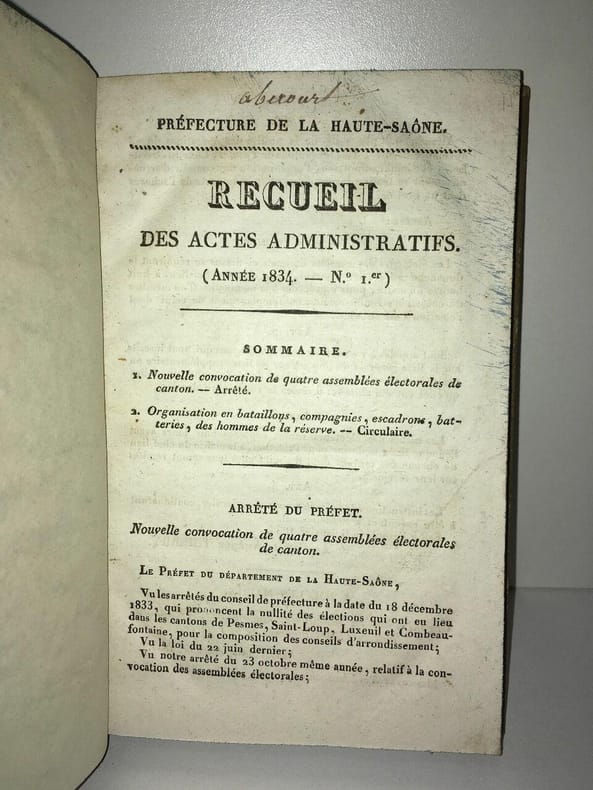 abecourt
PRÉFECTURE DE LA HAUTE-SAÔNE.
RECUEIL
DES ACTES ADMINISTRATIFS.
(ANNÉE 1834. — N.º 1.er)
SOMMAIRE.
1. Nouvelle convocation de quatre assemblées électorales de
canton. — Arrêté.
2. Organisation en bataillons, compagnies, escadrons, bat-
teries, des hommes de la réserve. — Circulaire.
ARRÊTÉ DU PRÉFET.
Nouvelle convocation de quatre assemblées électorales
de canton.
LE PRÉFET DU DÉPARTEMENT DE LA HAUTE-SAÔNE,
Vu les arrêtés du conseil de préfecture à la date du 18 décembre
1833, qui prononcent la nullité des élections qui ont eu lieu
dans les cantons de Pesmes, Saint-Loup, Luxeuil et Combeau-
fontaine, pour la composition des conseils d'arrondissement;
Vu la loi du 22 juin dernier;
Vu notre arrêté du 23 octobre même année, relatif à la con-
vocation des assemblées électorales;